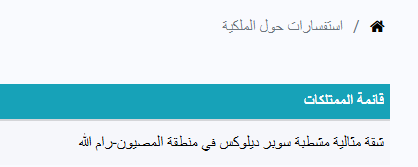 / استفسارات حول الملكية
قائمة الممتلكات
شقة مثالية مشطبة سوبر ديلوكس في منطقة المصيون-رام الله